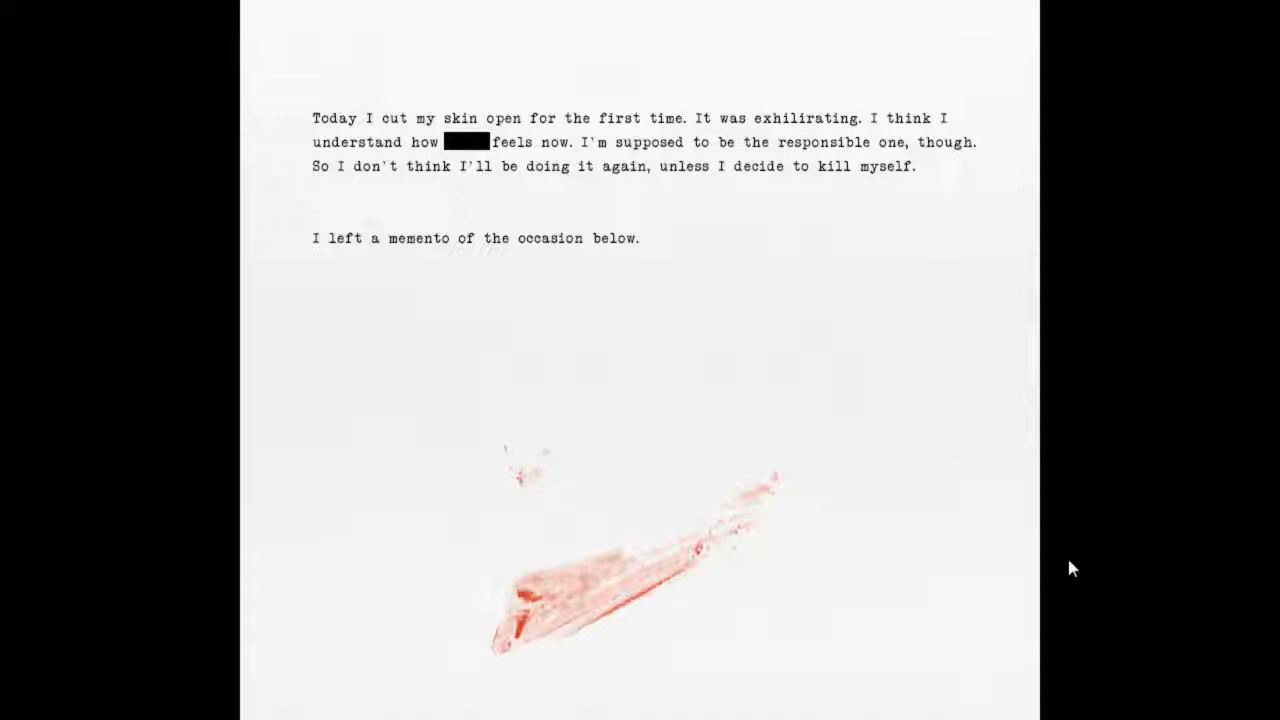 Today I cut my skin open for the first time. It was exhilirating. I think I
understand how feels now. I'm supposed to be the responsible one, though.
So I don't think I'll be doing it again, unless I decide to kill myself.
I left a memento of the occasion below.